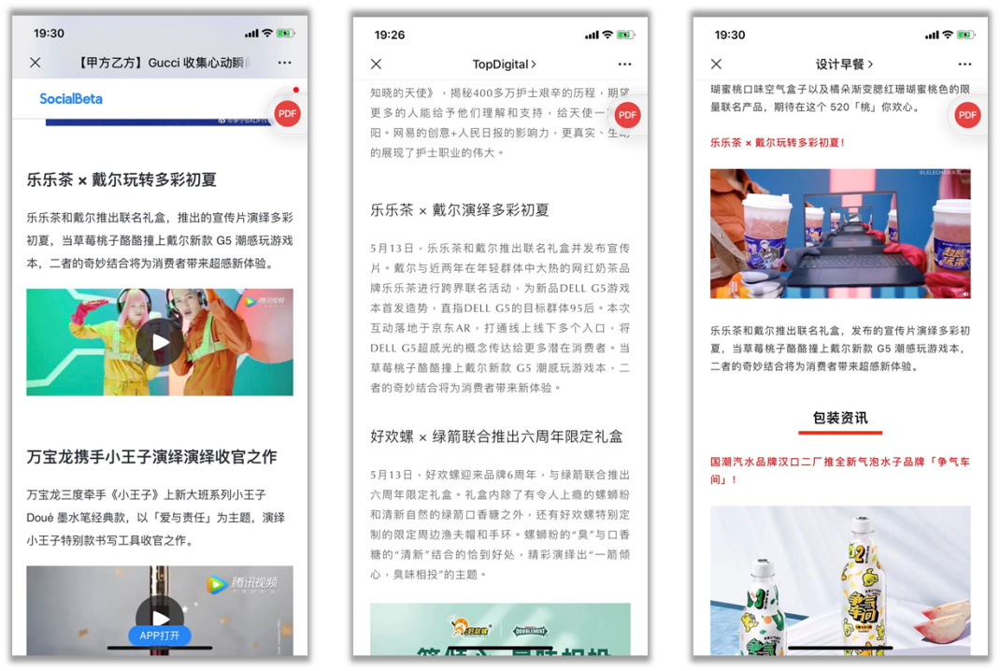 19:30
【甲方乙方】Gucci 收集心动瞬间
SocialBeta
PDF
乐乐茶 × 戴尔玩转多彩初夏
乐乐茶和戴尔推出联名礼盒，推出的宣传片演绎多彩
初夏，当草莓桃子酪酪撞上戴尔新款 G5 潮感玩游戏
本，二者的奇妙结合将为消费者带来超感新体验。
腾讯视频
万宝龙携手小王子演绎演绎收官之作
万宝龙三度牵手《小王子》上新大班系列小王子
Doué 墨水笔经典款，以「爱与责任」为主题，演绎
小王子特别款书写工具收官之作。
腾讯视频
APP打开
19:26
TopDigital
知晓的天使》，揭秘400多万护士艰辛的历程，期望
更多的人能给予他们理解和支持，给天使一
PDF
阳。网易的创意+人民日报的影响力，更真实、生动
的展现了护士职业的伟大。
乐乐茶 × 戴尔演绎多彩初夏
5月13日，乐乐茶和戴尔推出联名礼盒并发布宣传
片。戴尔与近两年在年轻群体中大热的网红奶茶品
牌乐乐茶进行跨界联名活动，为新品DELL G5游戏
本首发造势，直指DELL G5的目标群体95后。本次
互动落地于京东AR，打通线上线下多个入口，将
DELL G5超感光的概念传达给更多潜在消费者。当
草莓桃子酪酪撞上戴尔新款 G5 潮感玩游戏本，二
者的奇妙结合将为消费者带来新体验。
好欢螺 × 绿箭联合推出六周年限定礼盒
5月13日，好欢螺迎来品牌6周年，与绿箭联合推出
六周年限定礼盒。礼盒内除了有令人上瘾的螺蛳粉
和清新自然的绿箭口香糖之外，还有好欢螺特别定
制的限定周边渔夫帽和手环。螺蛳粉的“臭”与口香
糖的“清新”结合的恰到好处，精彩演绎出“一箭倾
心，臭味相投”的主题。
好欢螺
DOUBLEMINT
19:30
设计早餐
瑚蜜桃口味空气盒子以及橘朵渐变腮红珊瑚蜜桃色的限
量联名产品，期待在这个 520「桃」你欢心。
PDF
乐乐茶 × 戴尔玩转多彩初夏！
超感
玩茶
乐乐茶和戴尔推出联名礼盒，发布的宣传片演绎多彩初
夏，当草莓桃子酪酪撞上戴尔新款 G5 潮感玩游戏本，
二者的奇妙结合将为消费者带来超感新体验。
包装资讯
国潮汽水品牌汉口二厂推全新气泡水子品牌「争气车
间」！
争气
车间
争气